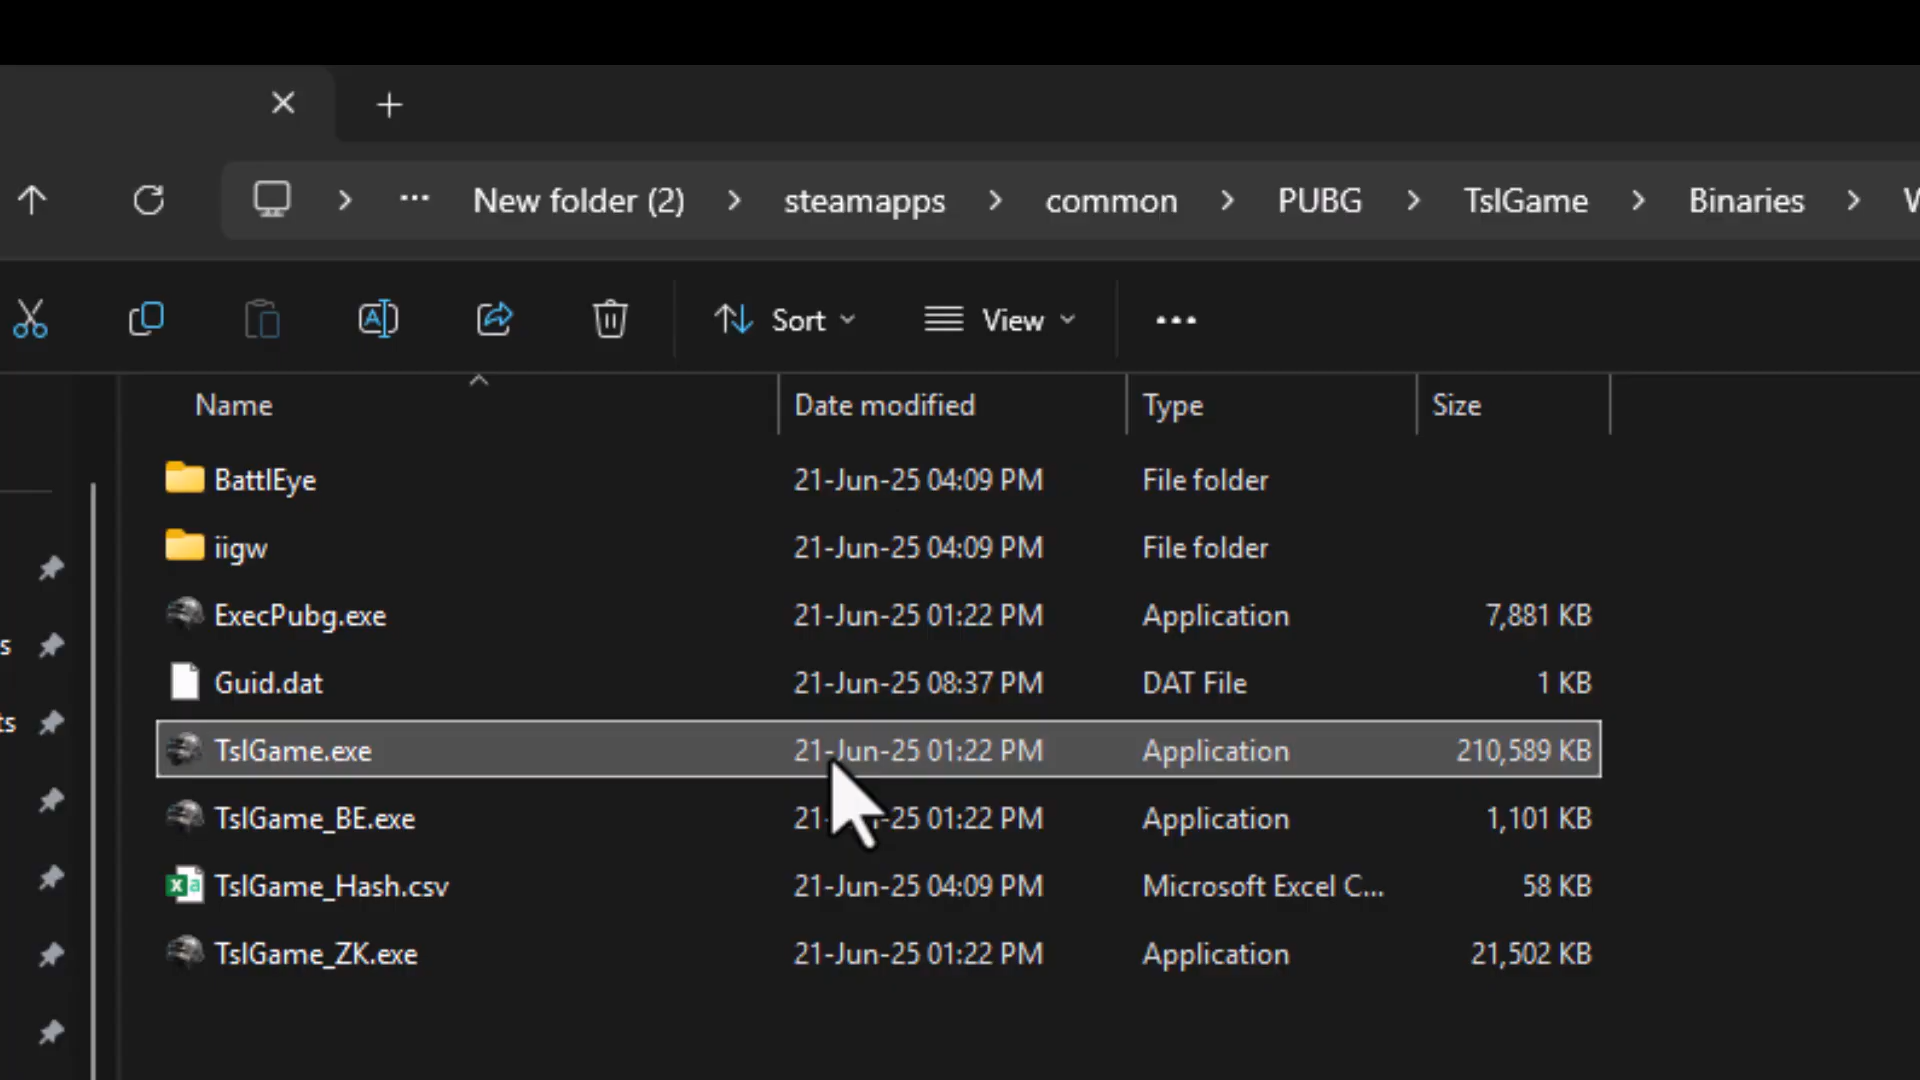 New folder (2) > steamapps > common > PUBG > TslGame > Binaries >
Sort View
Name Date modified Type Size
BattlEye 21-Jun-25 04:09 PM File folder
iigw 21-Jun-25 04:09 PM File folder
ExecPubg.exe 21-Jun-25 01:22 PM Application 7,881 KB
Guid.dat 21-Jun-25 08:37 PM DAT File 1 KB
TslGame.exe 21-Jun-25 01:22 PM Application 210,589 KB
TslGame_BE.exe 21-Jun-25 01:22 PM Application 1,101 KB
TslGame_Hash.csv 21-Jun-25 04:09 PM Microsoft Excel C... 58 KB
TslGame_ZK.exe 21-Jun-25 01:22 PM Application 21,502 KB